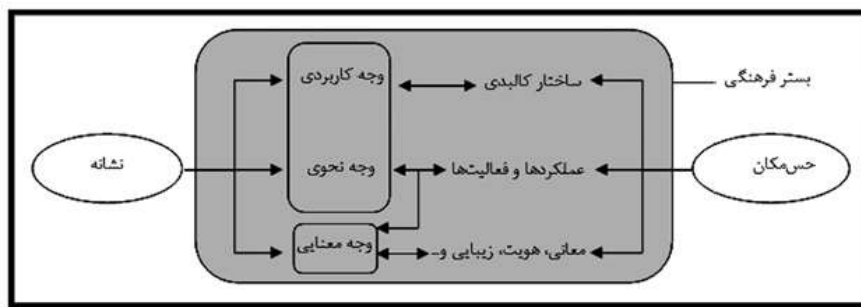 بستر فرهنگی
ساختار کالبدی
وجه کاربردی
حس‌مکان
عملکردها و فعالیت‌ها
وجه نحوی
نشانه
معانی، هویت، زیبایی و...
وجه معنایی